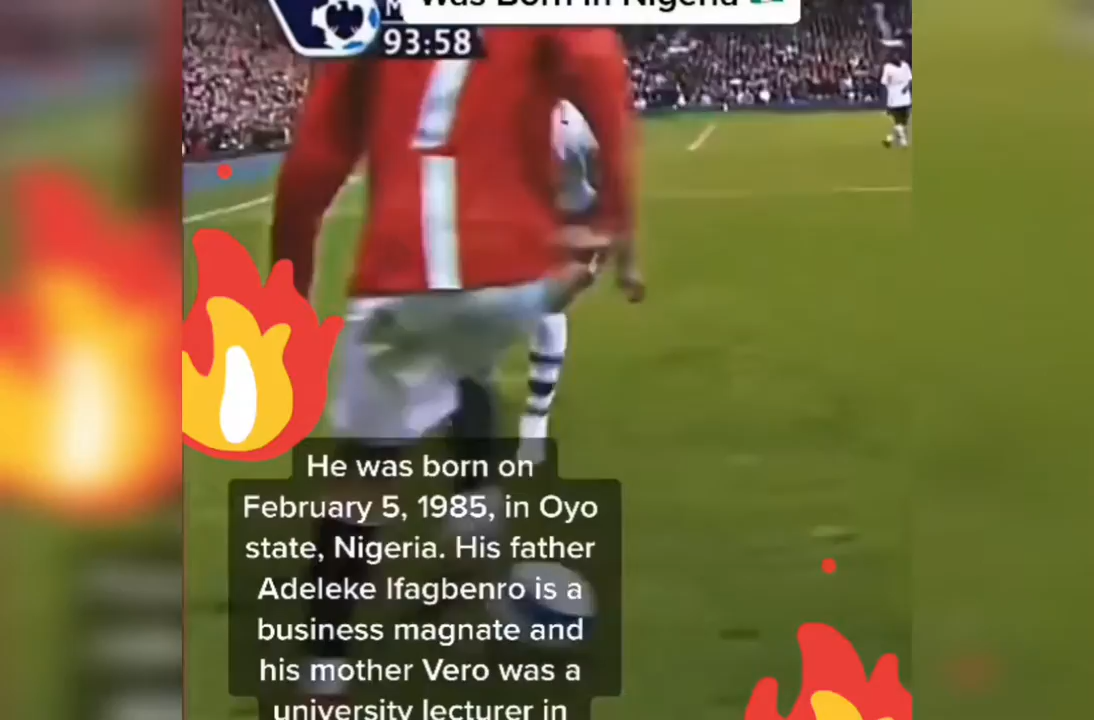 Was Born in Nigeria
M
93:58
7
He was born on
February 5, 1985, in Oyo
state, Nigeria. His father
Adeleke Ifagbenro is a
business magnate and
his mother Vero was a
university lecturer in